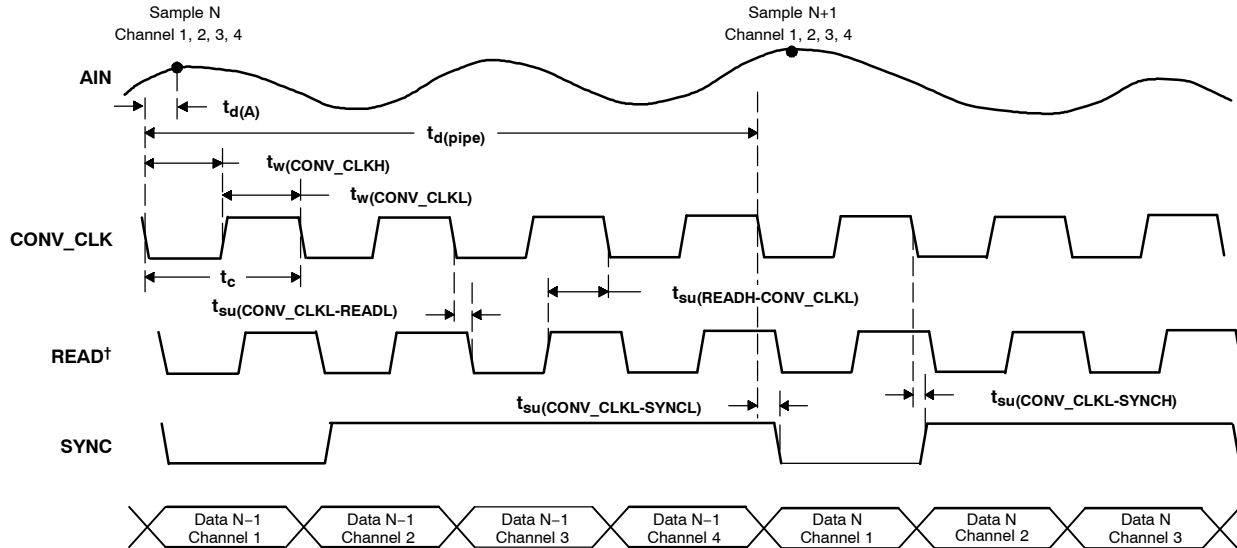 Sample N
Channel 1, 2, 3, 4
Sample N+1
Channel 1, 2, 3, 4
AIN
td(A)
td(pipe)
tw(CONV_CLKH)
tw(CONV_CLKL)
CONV_CLK
tc
tsu(CONV_CLKL-READL)
tsu(READH-CONV_CLKL)
READ†
tsu(CONV_CLKL-SYNCL)
tsu(CONV_CLKL-SYNCH)
SYNC
Data N−1
Channel 1
Data N−1
Channel 2
Data N−1
Channel 3
Data N−1
Channel 4
Data N
Channel 1
Data N
Channel 2
Data N
Channel 3